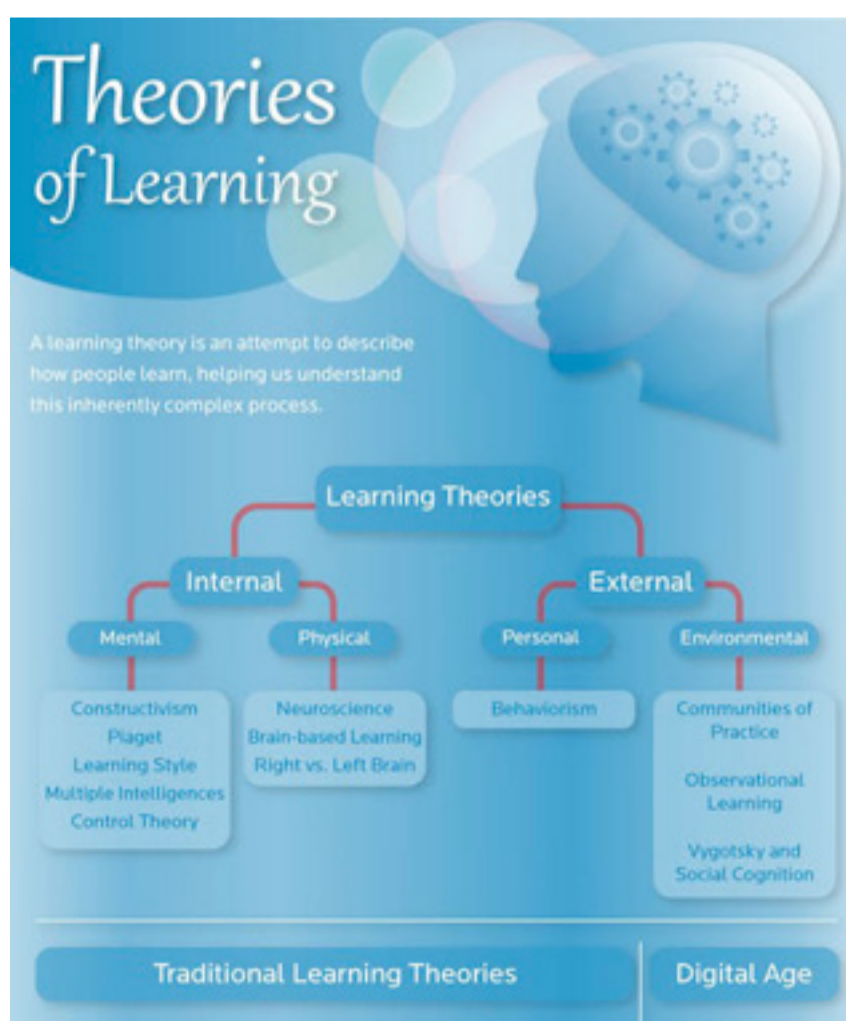 Theories
of Learning
A learning theory is an attempt to describe
how people learn, helping us understand
this inherently complex process.
Learning Theories
Internal
External
Mental
Physical
Personal
Environmental
Constructivism
Piaget
Learning Style
Multiple Intelligences
Control Theory
Neuroscience
Brain-based Learning
Right vs. Left Brain
Behaviorism
Communities of
Practice
Observational
Learning
Vygotsky and
Social Cognition
Traditional Learning Theories
Digital Age